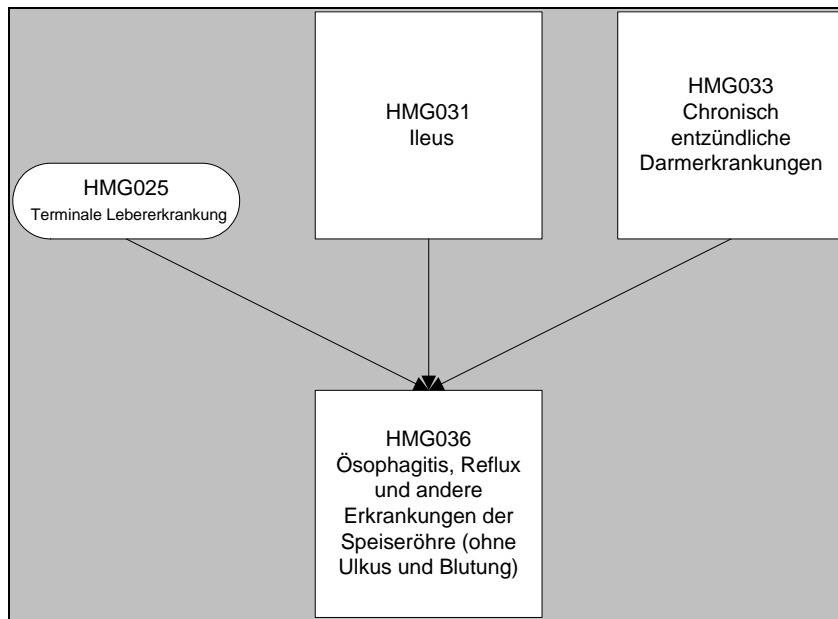 HMG025
Terminale Lebererkrankung
HMG031
Ileus
HMG033
Chronisch
entzündliche
Darmerkrankungen
HMG036
Ösophagitis, Reflux
und andere
Erkrankungen der
Speiseröhre (ohne
Ulkus und Blutung)